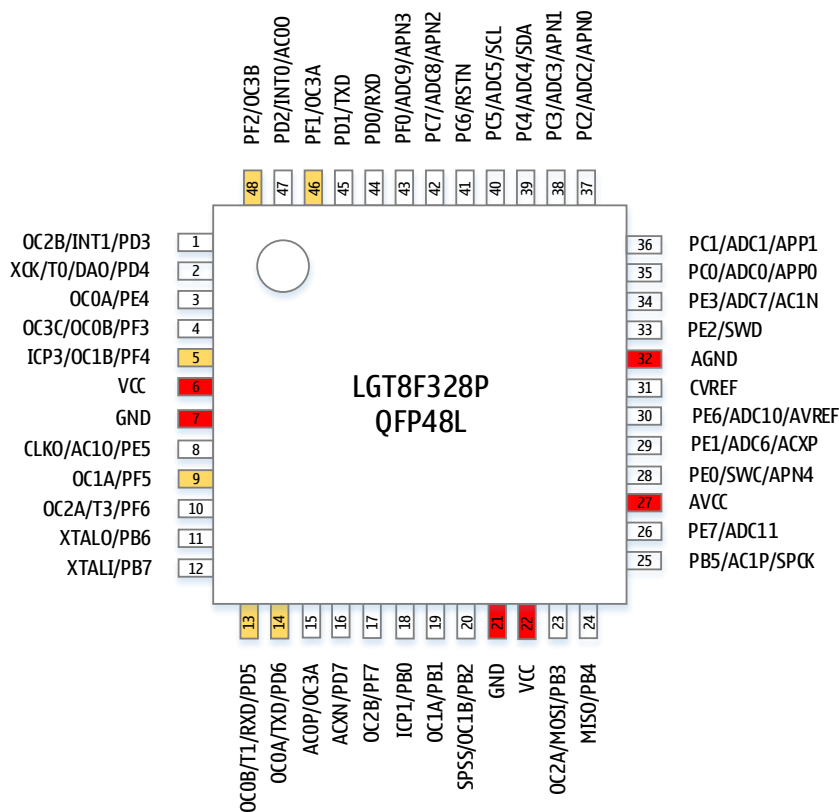 PF2/OC3B
PD2/INT0/AC0O
PF1/OC3A
PD1/TXD
PD0/RXD
PF0/ADC9/APN3
PC7/ADC8/APN2
PC6/RSTN
PC5/ADC5/SCL
PC4/ADC4/SDA
PC3/ADC3/APN1
PC2/ADC2/APN0
48
47
46
45
44
43
42
41
40
39
38
37
OC2B/INT1/PD3
1
XCK/T0/DAO/PD4
2
OC0A/PE4
3
OC3C/OC0B/PF3
4
ICP3/OC1B/PF4
5
VCC
6
GND
7
CLKO/AC1O/PE5
8
OC1A/PF5
9
OC2A/T3/PF6
10
XTALO/PB6
11
XTALI/PB7
12
LGT8F328P
QFP48L
36
PC1/ADC1/APP1
35
PC0/ADC0/APP0
34
PE3/ADC7/AC1N
33
PE2/SWD
32
AGND
31
CVREF
30
PE6/ADC10/AVREF
29
PE1/ADC6/ACXP
28
PE0/SWC/APN4
27
AVCC
26
PE7/ADC11
25
PB5/AC1P/SPCK
13
14
15
16
17
18
19
20
21
22
23
24
OC0B/T1/RXD/PD5
OC0A/TXD/PD6
AC0P/OC3A
ACXN/PD7
OC2B/PF7
ICP1/PB0
OC1A/PB1
SPSS/OC1B/PB2
GND
VCC
OC2A/MOSI/PB3
MISO/PB4